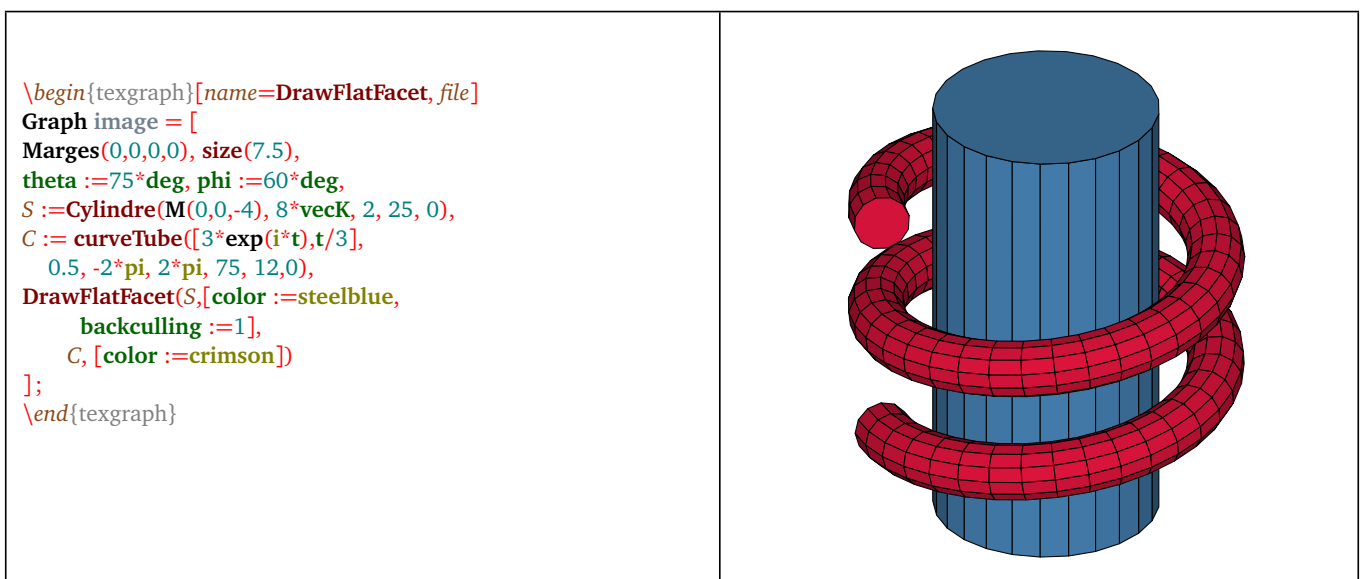 \begin{texgraph}[name=DrawFlatFacet, file]
Graph image = [
Marges(0,0,0,0), size(7.5),
theta :=75*deg, phi :=60*deg,
S :=Cylindre(M(0,0,-4), 8*vecK, 2, 25, 0),
C := curveTube([3*exp(i*t),t/3],
0.5, -2*pi, 2*pi, 75, 12,0),
DrawFlatFacet(S,[color :=steelblue,
backculling :=1],
C, [color :=crimson])
];
\end{texgraph}